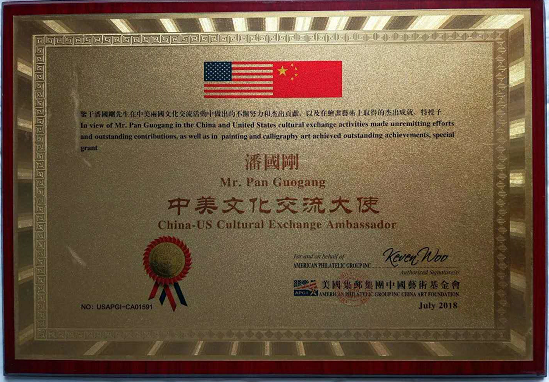 鑒于潘國剛先生在中美兩國文化交流活動中做出的不懈努力和杰出貢獻,以及在繪畫藝術上取得的杰出成就,特授予
In view of Mr. Pan Guogang in the China and United States cultural exchange activities made unremitting efforts
and outstanding contributions, as well as in painting and calligraphy art achieved outstanding achievements, special
grant
潘國剛
Mr. Pan Guogang
中美文化交流大使
China-US Cultural Exchange Ambassador
For and on behalf of
AMERICAN PHILATELIC GROUP INC
Keven Woo
Authorized Signature(s)
APGI
美國集郵集團中國藝術基金會
AMERICAN PHILATELIC GROUP INC CHINA ART FOUNDATION
NO: USAPGI-CA01591
July 2018